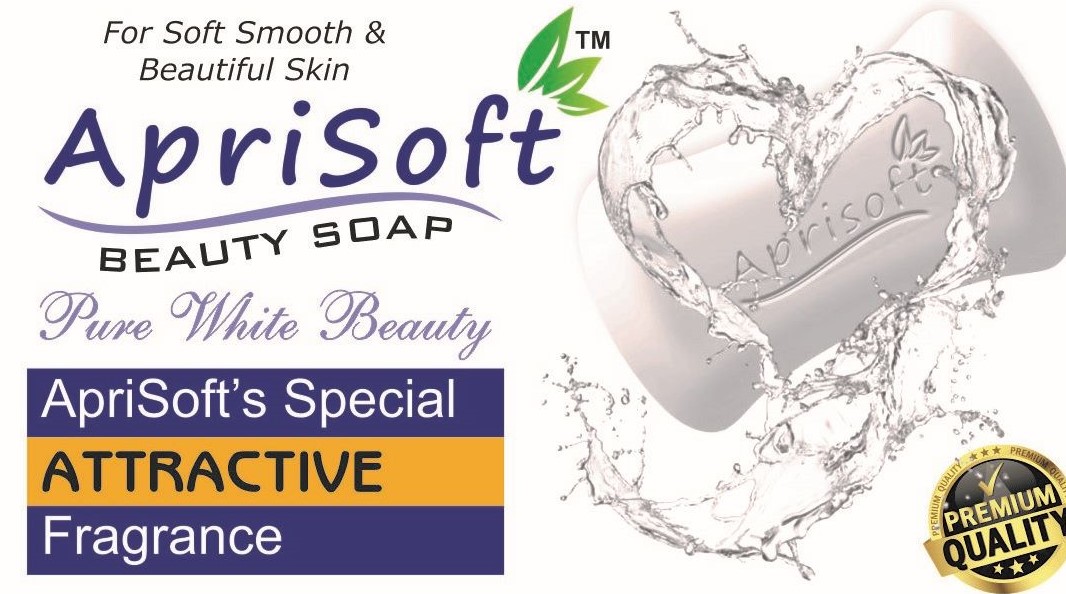 For Soft Smooth &
Beautiful Skin
ApriSoft
TM
BEAUTY SOAP
Pure White Beauty
ApriSoft's Special
ATTRACTIVE
Fragrance
Aprisoft
PREMIUM QUALITY ★★★ PREMIUM
PREMIUM
QUALITY